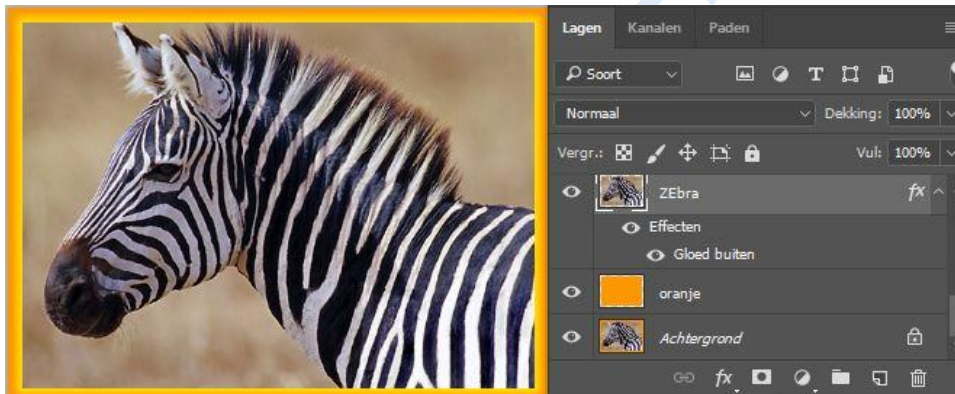 Lagen Kanalen Paden
Soort
Normaal Dekking: 100%
Vergr.: Vul: 100%
ZEbra fx
Effecten
Gloed buiten
oranje
Achtergrond
fx